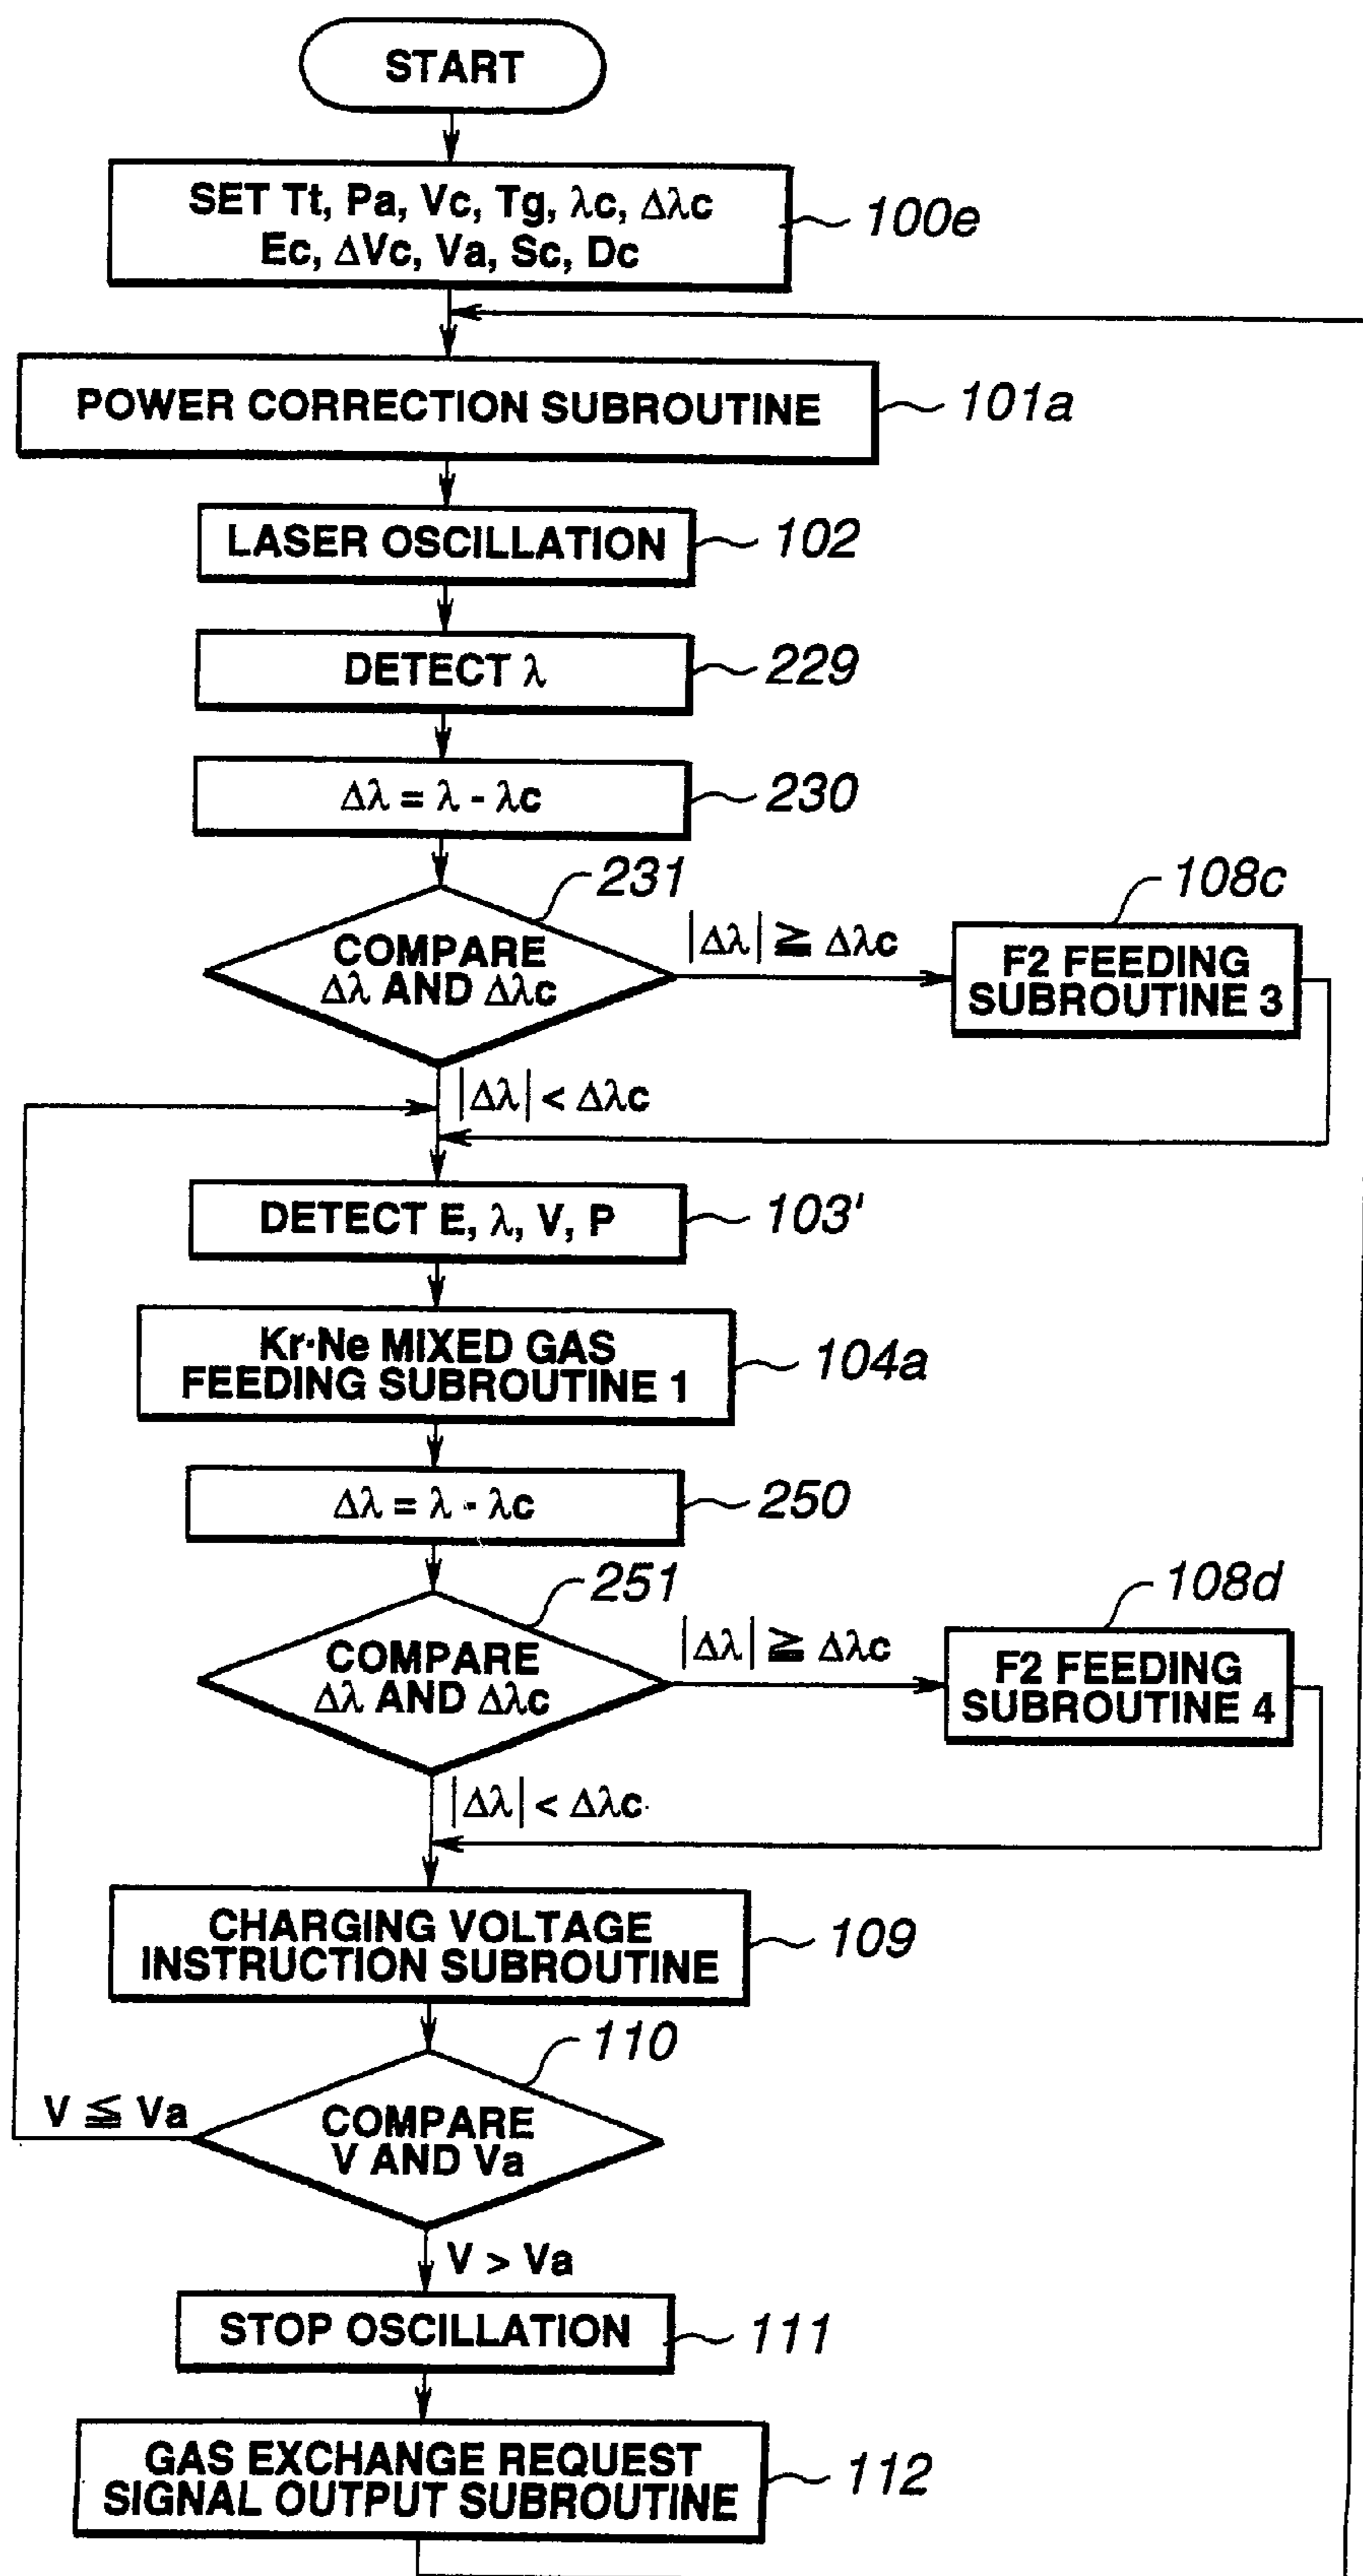 START
SET Tt, Pa, Vc, Tg, λc, Δλc
Ec, ΔVc, Va, Sc, Dc
100e
POWER CORRECTION SUBROUTINE
101a
LASER OSCILLATION
102
DETECT λ
229
Δλ = λ - λc
230
231
COMPARE
Δλ AND Δλc
|Δλ| ≧ Δλc
108c
F2 FEEDING
SUBROUTINE 3
|Δλ| < Δλc
DETECT E, λ, V, P
103'
Kr·Ne MIXED GAS
FEEDING SUBROUTINE 1
104a
Δλ = λ - λc
250
251
COMPARE
Δλ AND Δλc
|Δλ| ≧ Δλc
108d
F2 FEEDING
SUBROUTINE 4
|Δλ| < Δλc
CHARGING VOLTAGE
INSTRUCTION SUBROUTINE
109
110
V ≦ Va
COMPARE
V AND Va
V > Va
STOP OSCILLATION
111
GAS EXCHANGE REQUEST
SIGNAL OUTPUT SUBROUTINE
112